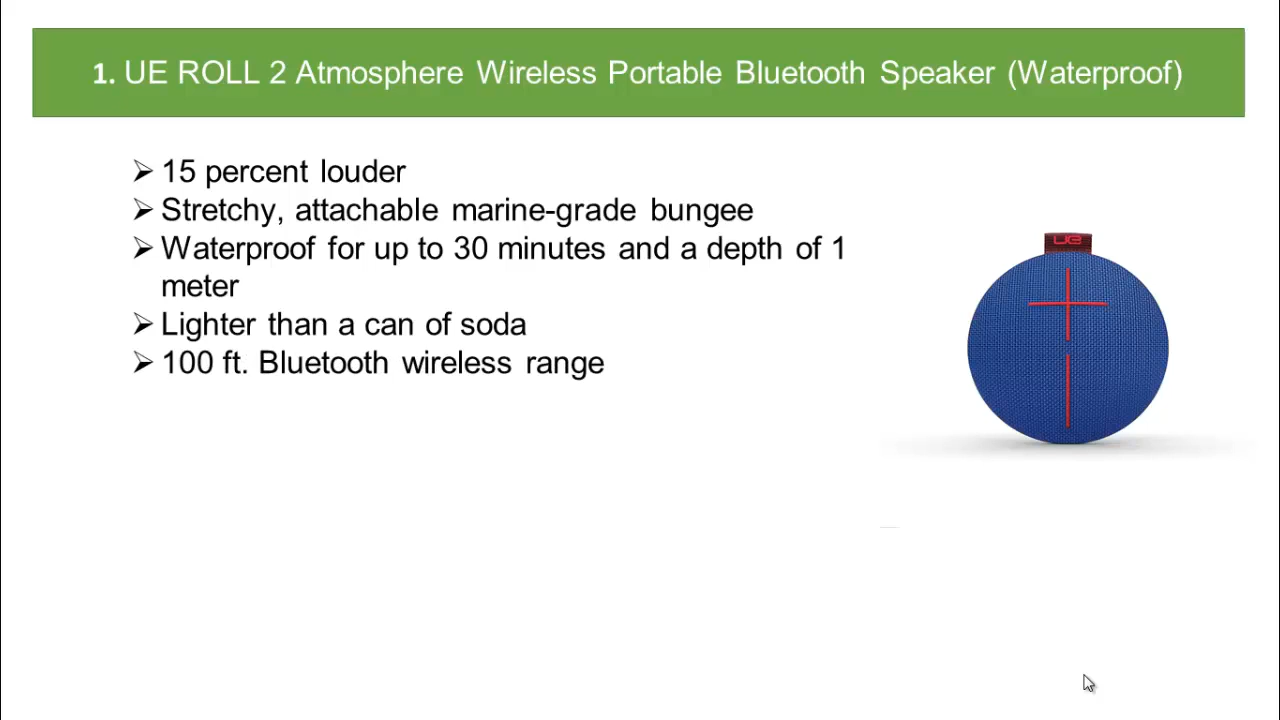 1. UE ROLL 2 Atmosphere Wireless Portable Bluetooth Speaker (Waterproof)
➢ 15 percent louder
➢ Stretchy, attachable marine-grade bungee
➢ Waterproof for up to 30 minutes and a depth of 1
meter
➢ Lighter than a can of soda
➢ 100 ft. Bluetooth wireless range
UE